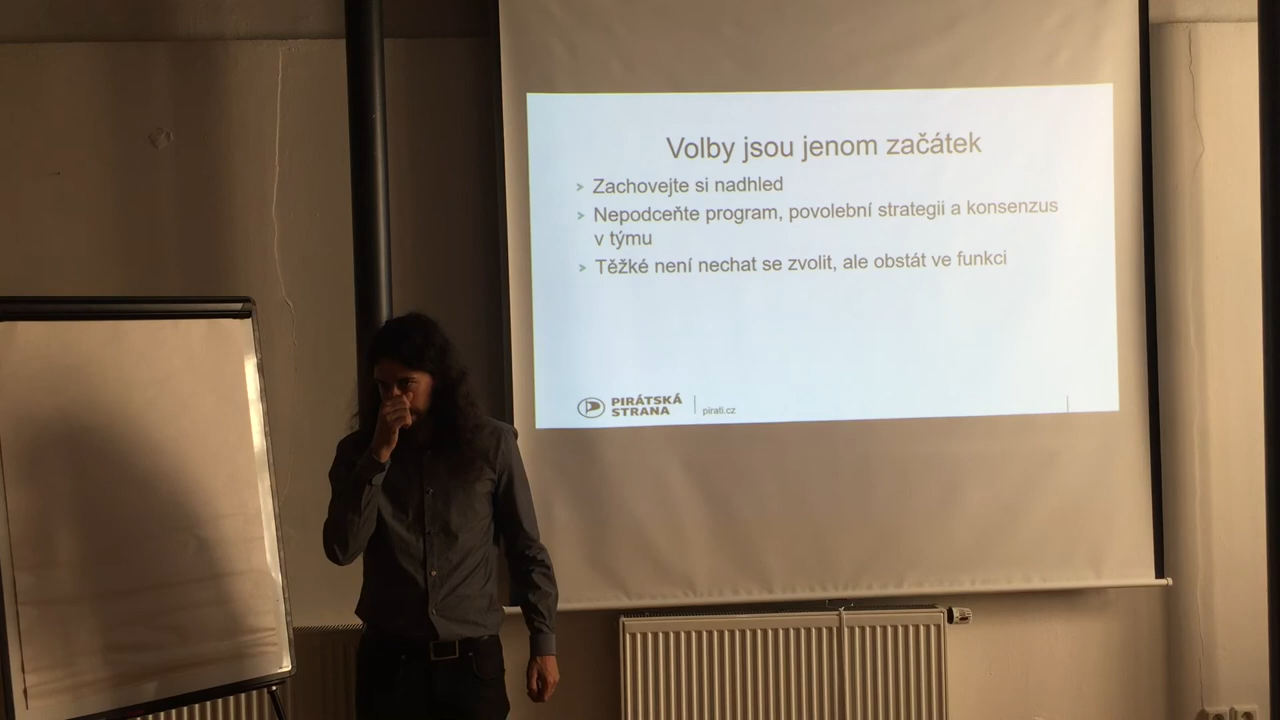 Volby jsou jenom začátek
Zachovejte si nadhled
Nepodceňte program, povolební strategii a konsenzus
v týmu
Těžké není nechat se zvolit, ale obstát ve funkci
PIRÁTSKÁ
STRANA
pirati.cz